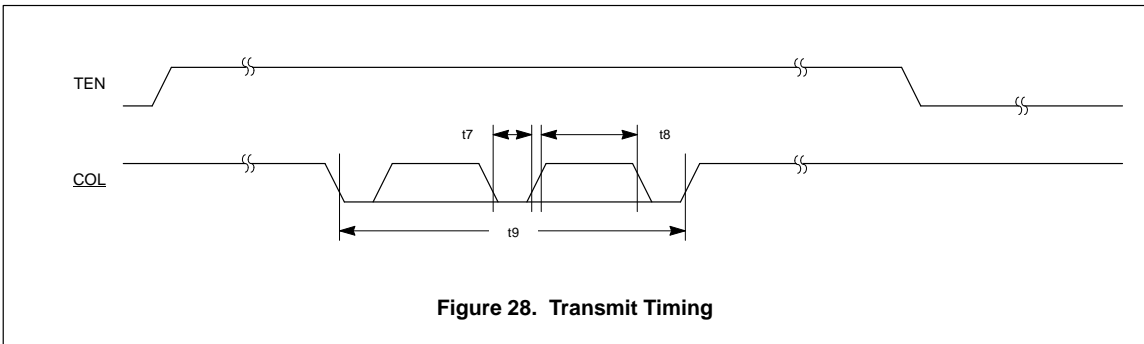 TEN
t7
t8
COL
t9
Figure 28. Transmit Timing